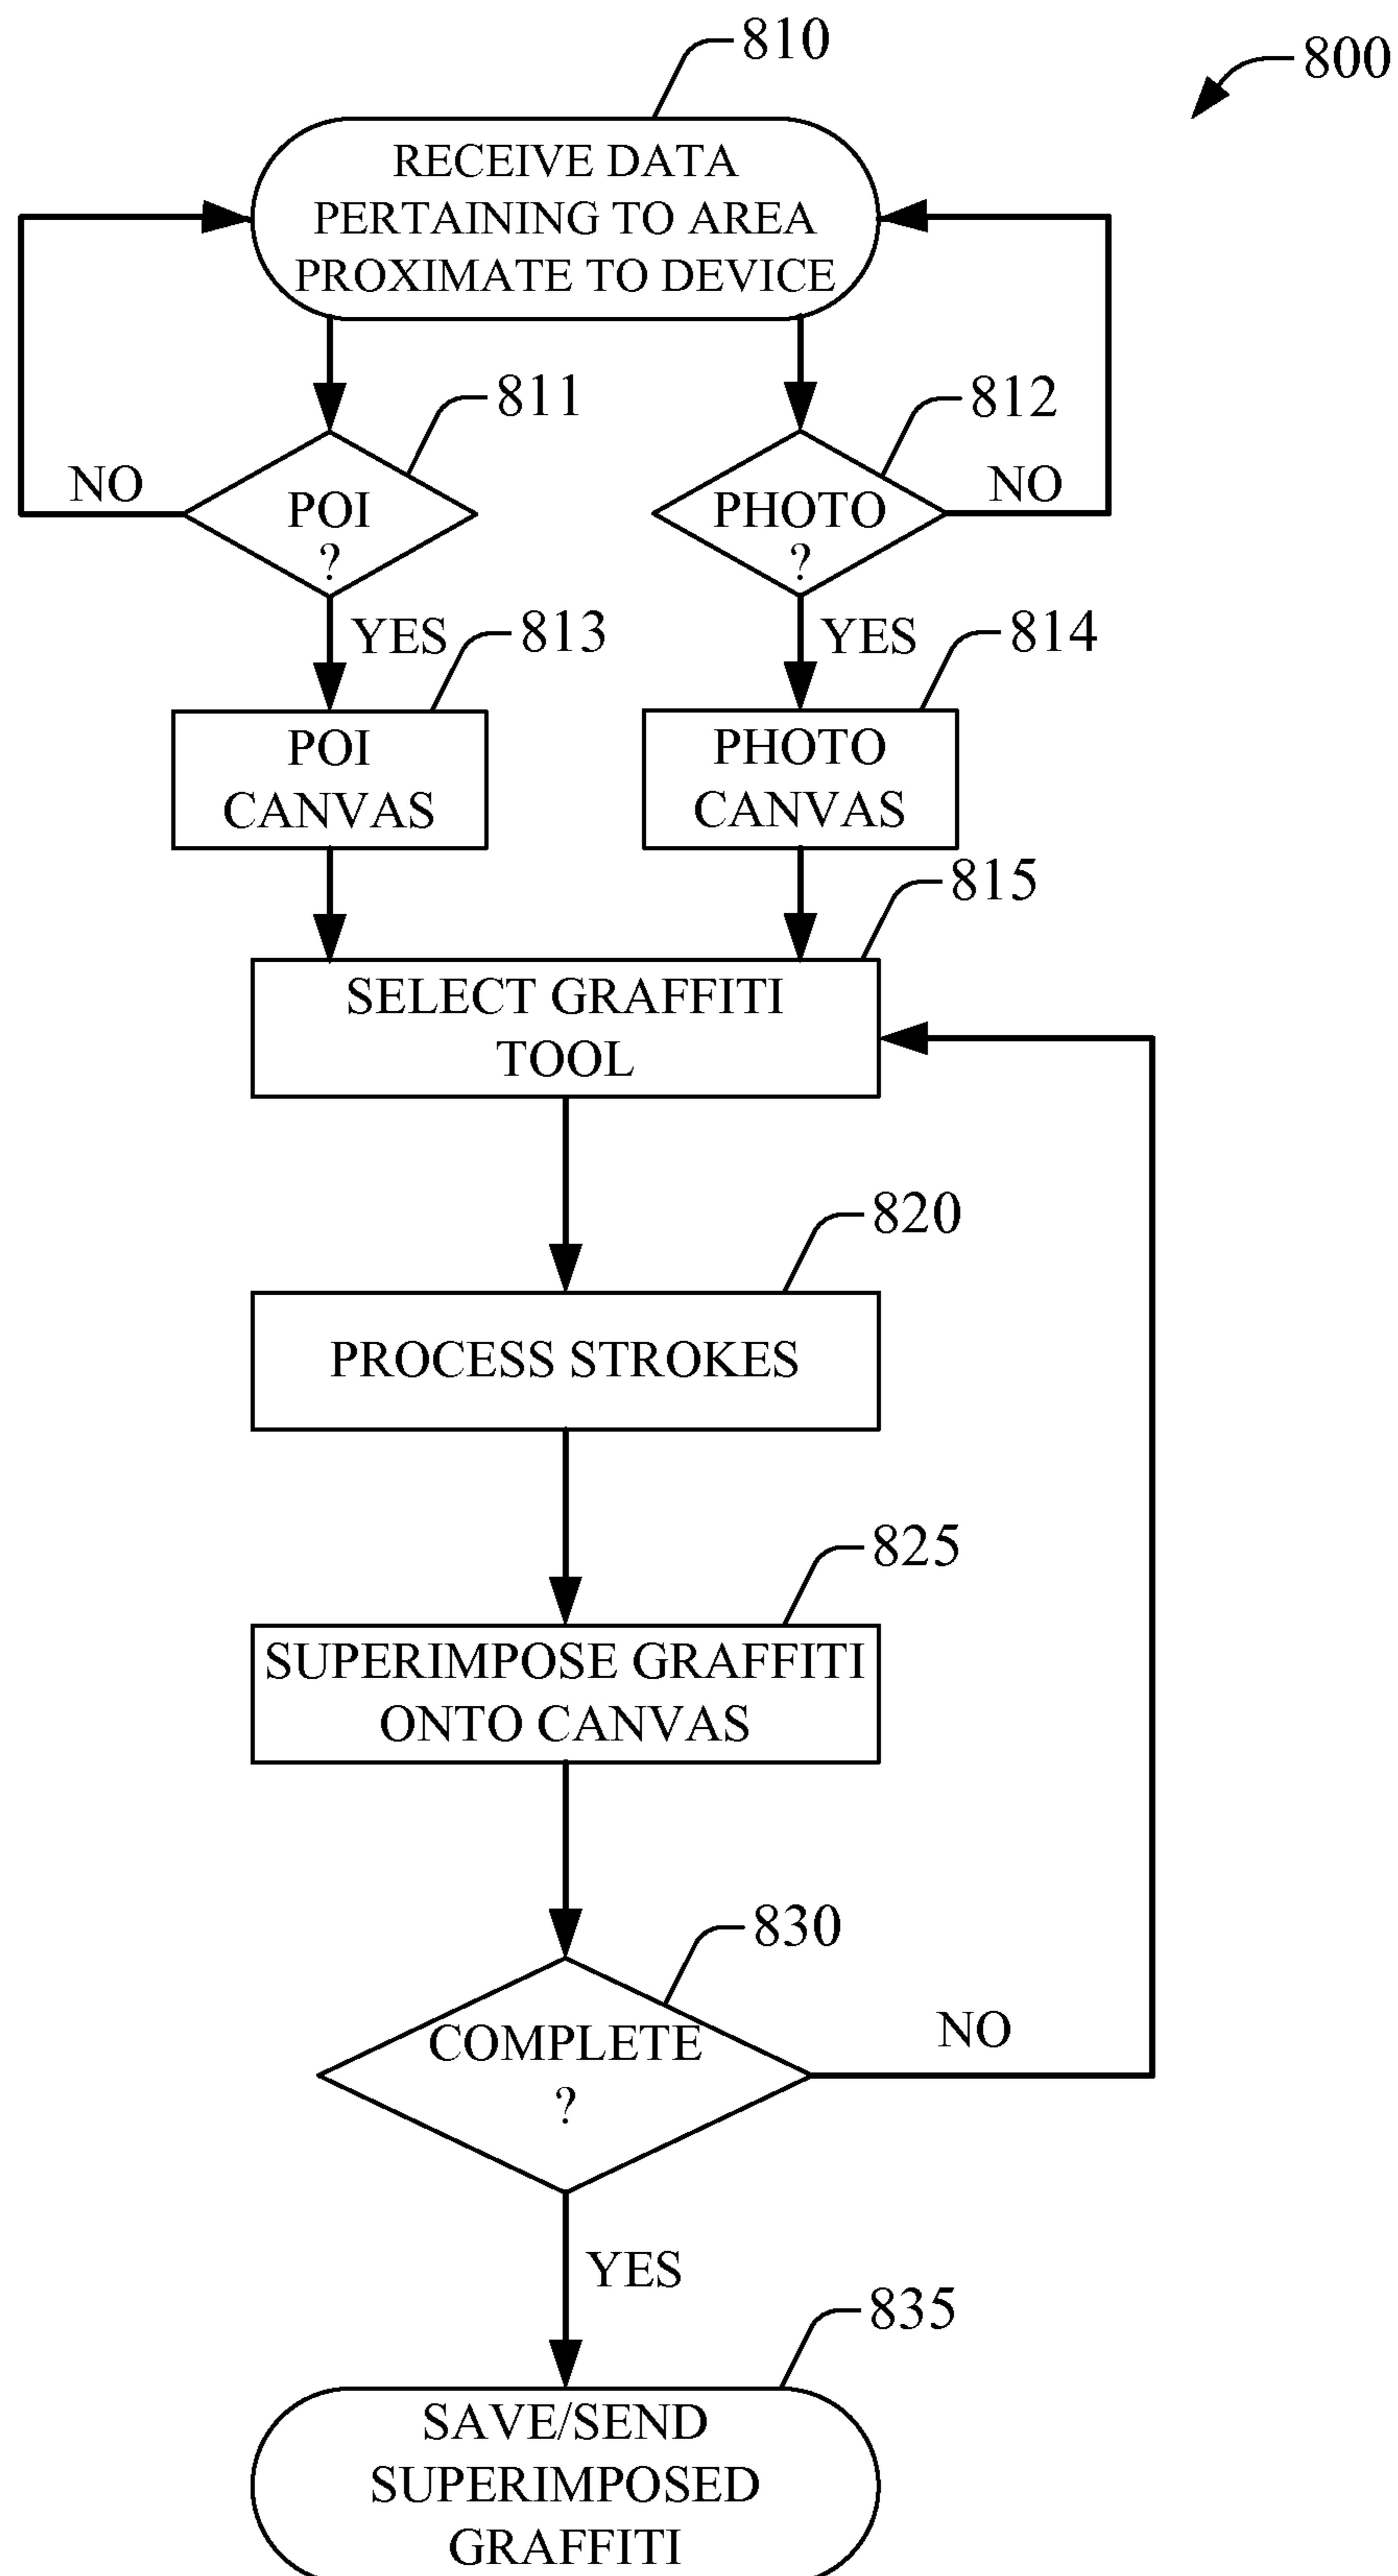 810
800
RECEIVE DATA
PERTAINING TO AREA
PROXIMATE TO DEVICE
811
812
NO
POI
?
PHOTO
?
NO
YES
813
YES
814
POI
CANVAS
PHOTO
CANVAS
815
SELECT GRAFFITI
TOOL
820
PROCESS STROKES
825
SUPERIMPOSE GRAFFITI
ONTO CANVAS
830
COMPLETE
?
NO
YES
835
SAVE/SEND
SUPERIMPOSED
GRAFFITI